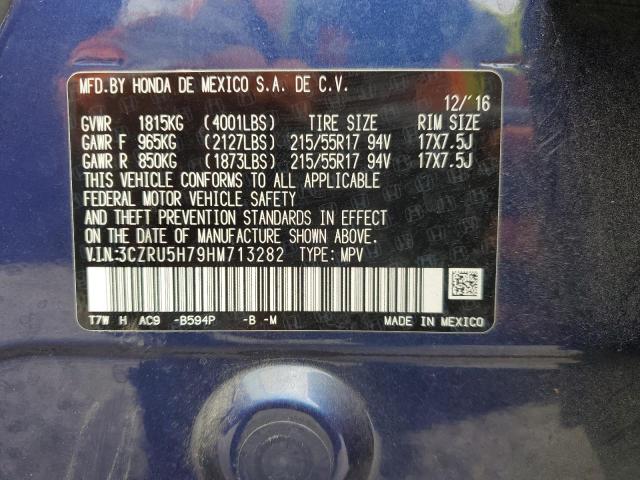 MFD.BY HONDA DE MEXICO S.A. DE C.V.
12/'16
GVWR 1815KG (4001LBS) TIRE SIZE RIM SIZE
GAWR F 965KG (2127LBS) 215/55R17 94V 17X7.5J
GAWR R 850KG (1873LBS) 215/55R17 94V 17X7.5J
THIS VEHICLE CONFORMS TO ALL APPLICABLE
FEDERAL MOTOR VEHICLE SAFETY
AND THEFT PREVENTION STANDARDS IN EFFECT
ON THE DATE OF MANUFACTURE SHOWN ABOVE.
V.I.N:3CZRU5H79HM713282 TYPE: MPV
T7W H AC9 -B594P -B -M MADE IN MEXICO